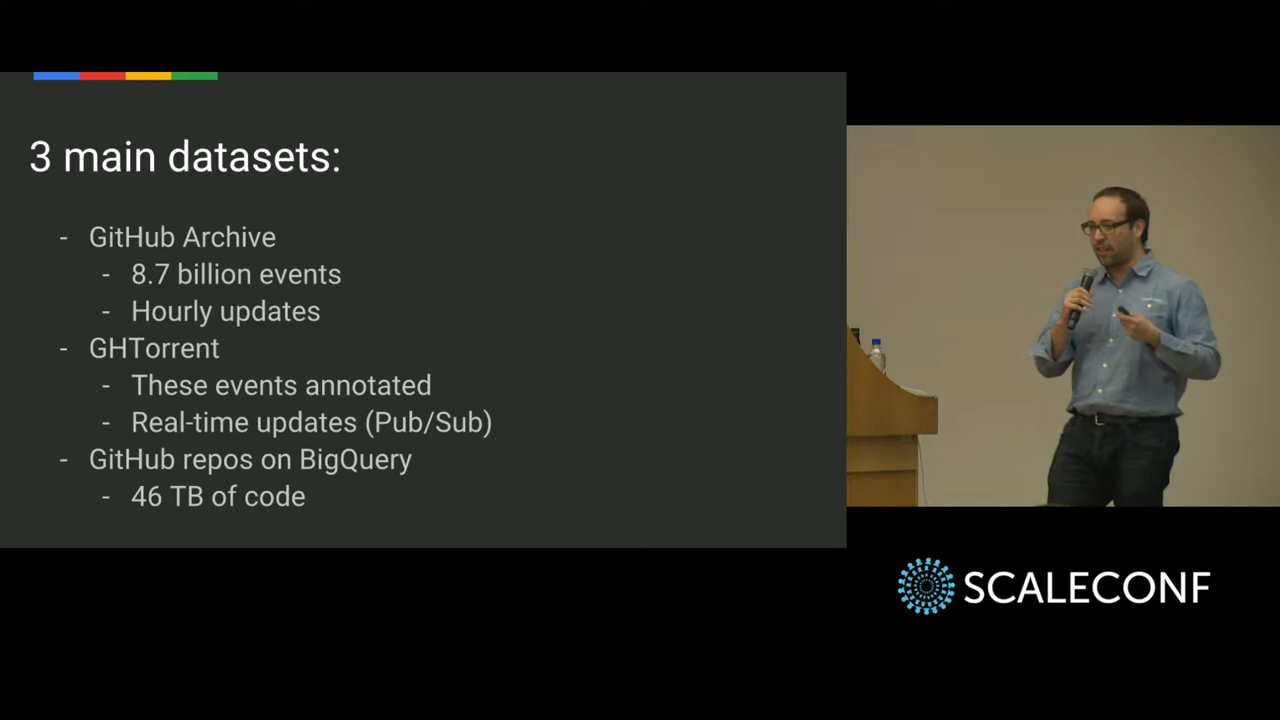 3 main datasets:
- GitHub Archive
- 8.7 billion events
- Hourly updates
- GHTorrent
- These events annotated
- Real-time updates (Pub/Sub)
- GitHub repos on BigQuery
- 46 TB of code
SCALECONF